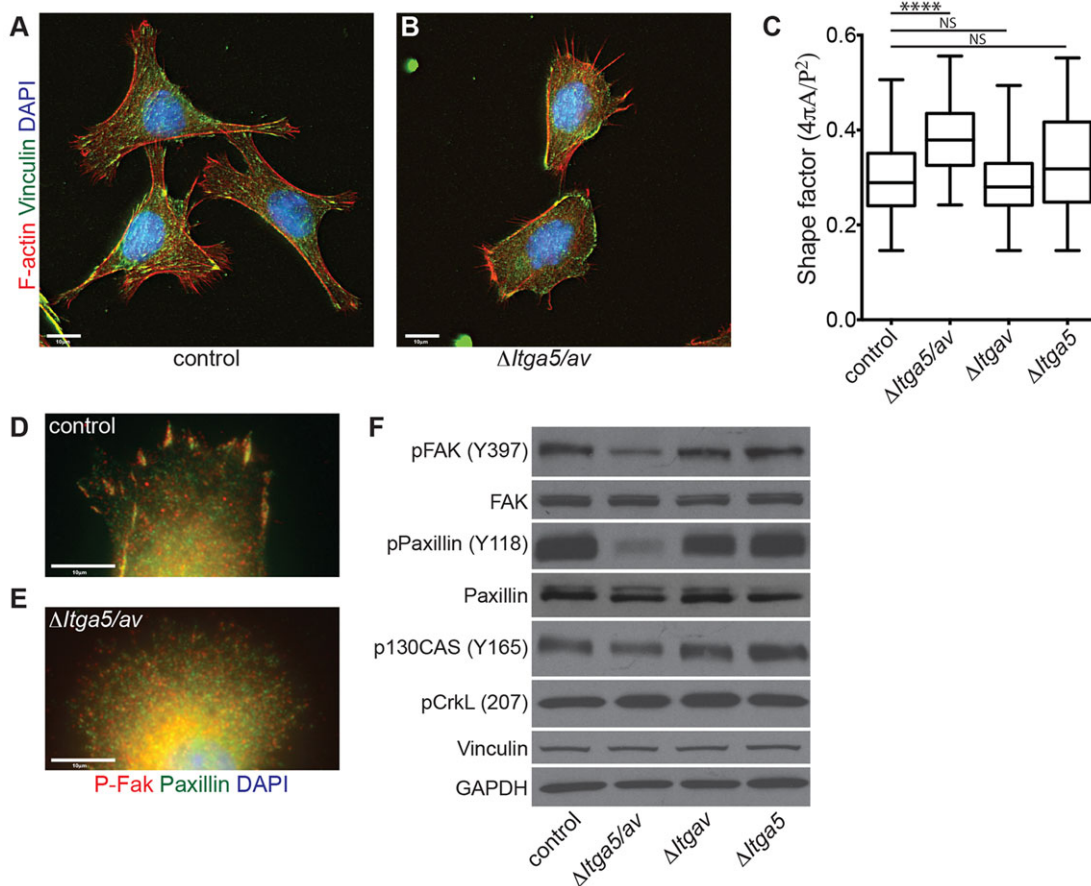 A
B
C
F-actin Vinculin DAPI
10μm
10μm
control
ΔItga5/av
****
NS
NS
Shape factor (4πA/P²)
0.6
0.4
0.2
0.0
control
ΔItga5/av
ΔItgav
ΔItga5
D
control
10μm
E
ΔItga5/av
10μm
P-Fak Paxillin DAPI
F
pFAK (Y397)
FAK
pPaxillin (Y118)
Paxillin
p130CAS (Y165)
pCrkL (207)
Vinculin
GAPDH
control
ΔItga5/av
ΔItgav
ΔItga5